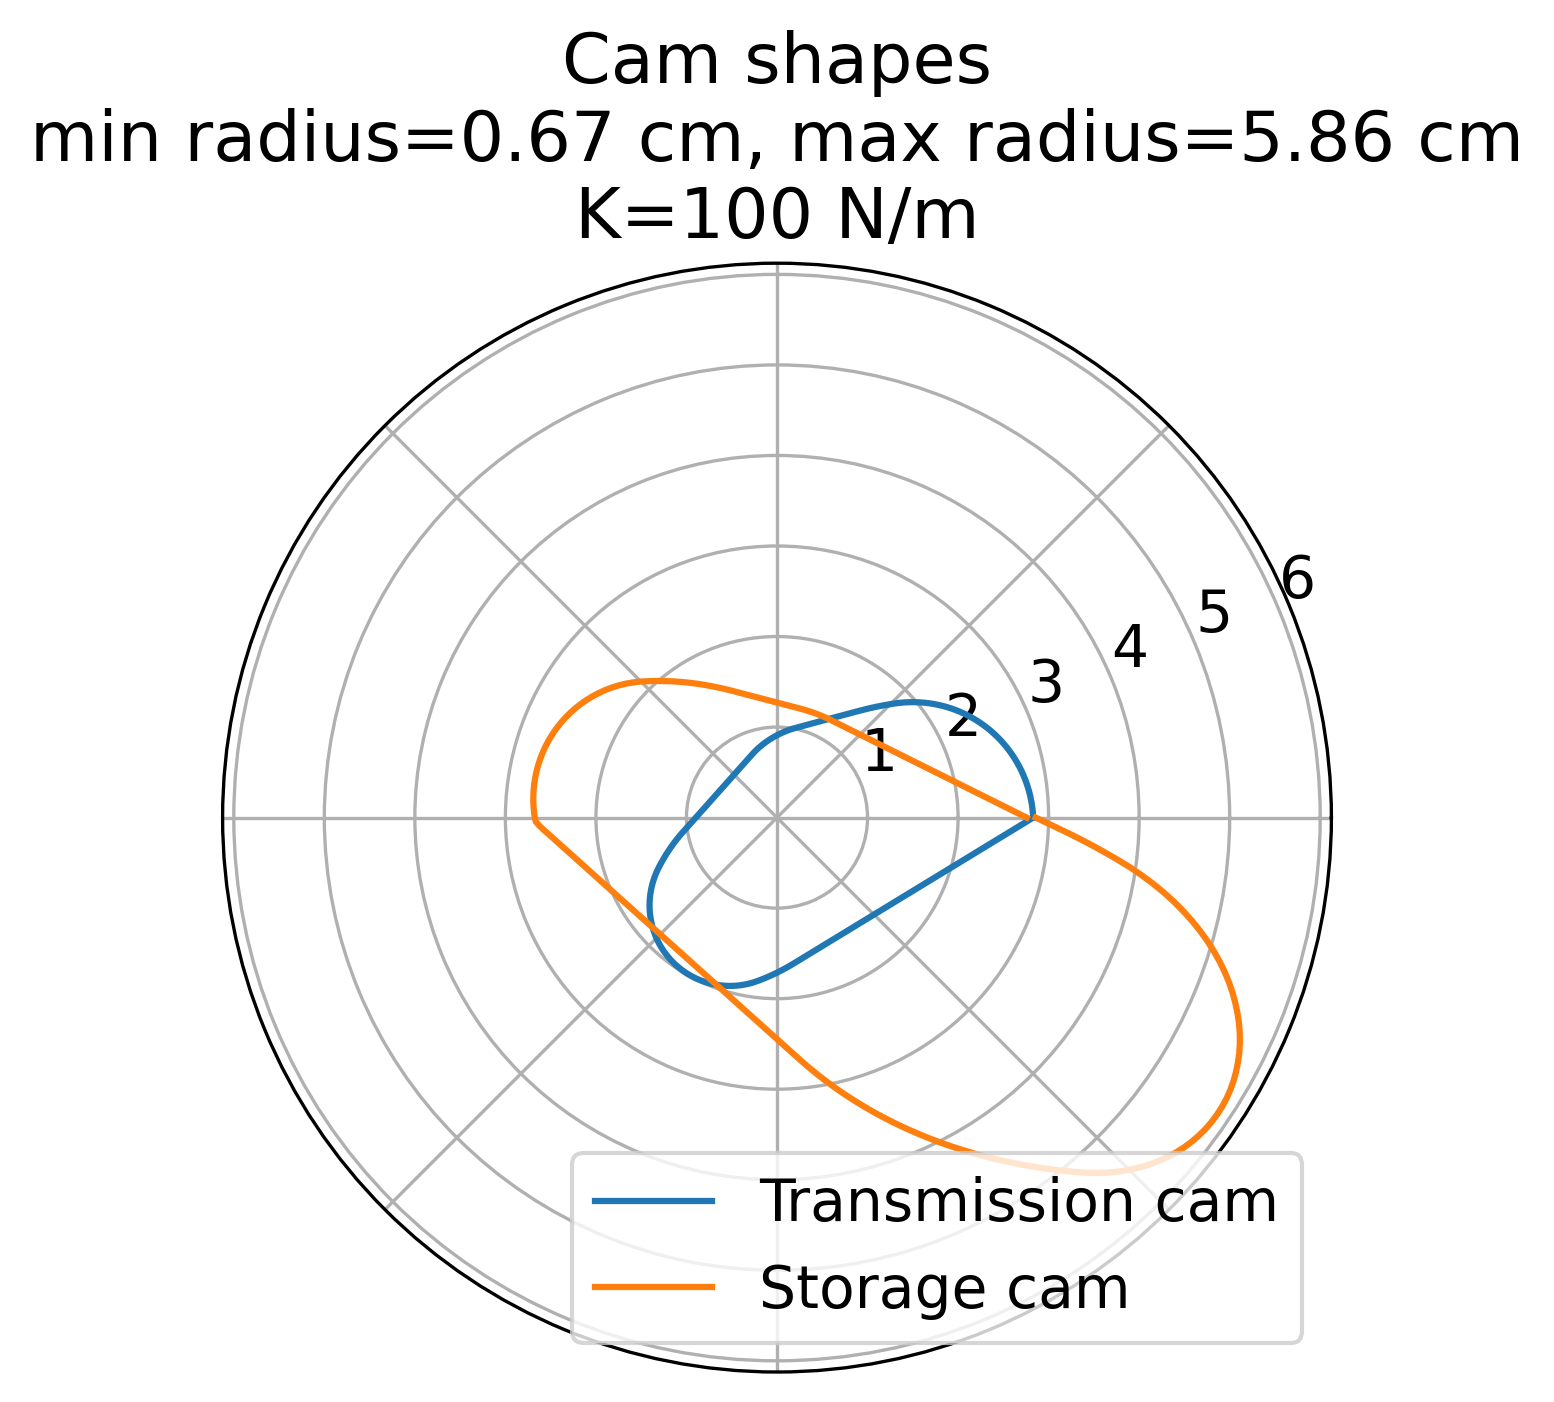 Cam shapes
min radius=0.67 cm, max radius=5.86 cm
K=100 N/m
6
5
4
3
2
1
Transmission cam
Storage cam